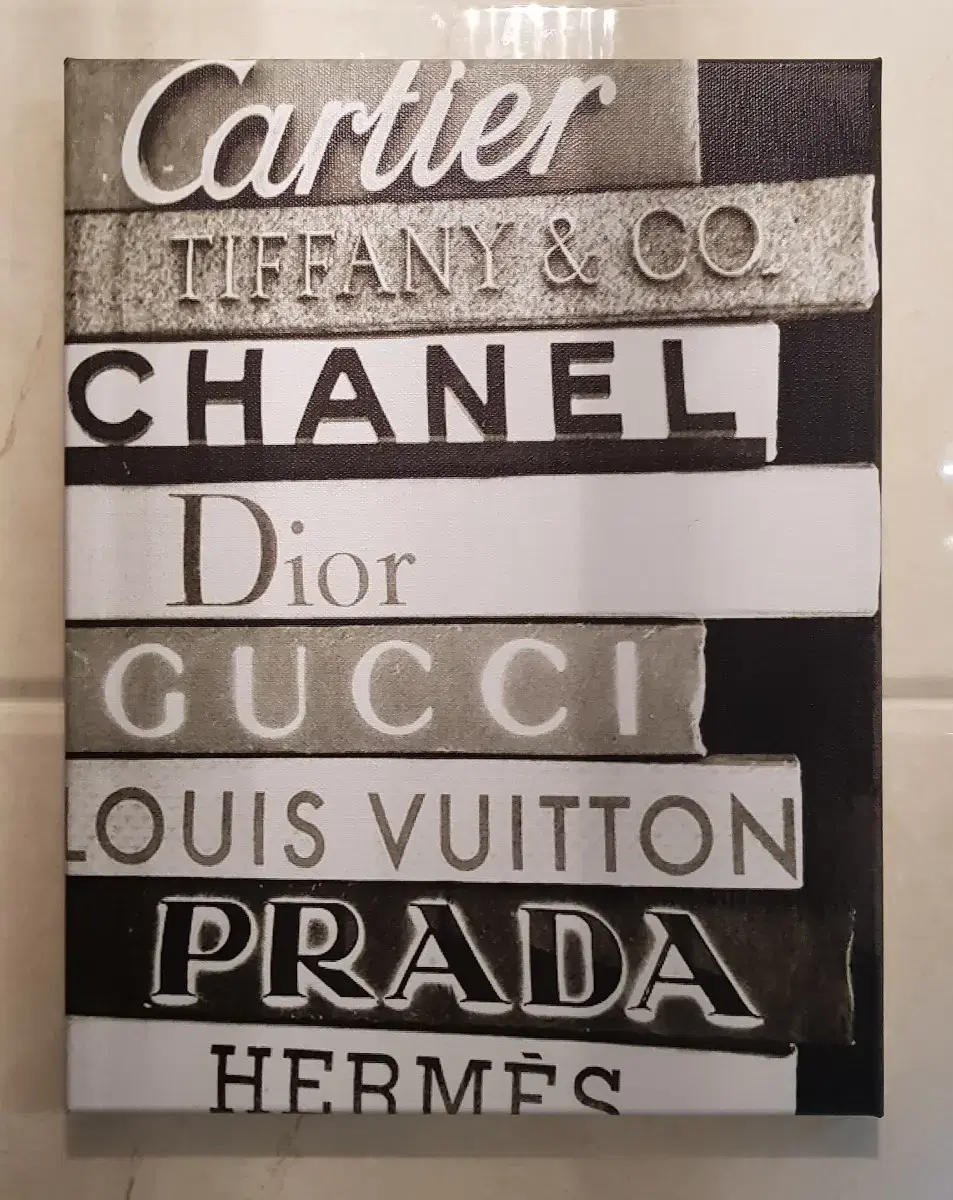 Cartier
TIFFANY & CO.
CHANEL
Dior
GUCCI
LOUIS VUITTON
PRADA
HERMÈS